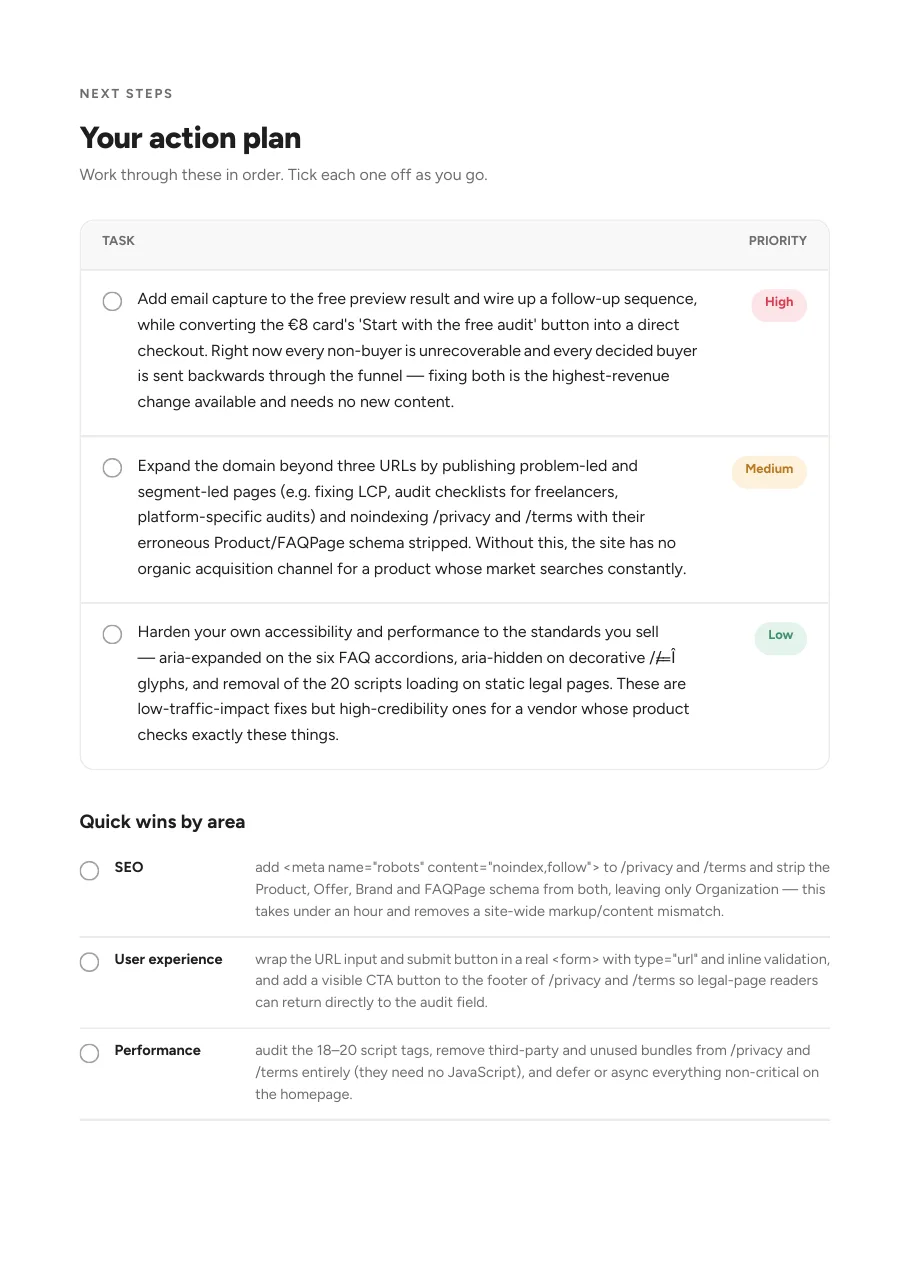 NEXT STEPS
Your action plan
Work through these in order. Tick each one off as you go.
TASK PRIORITY
Add email capture to the free preview result and wire up a follow-up sequence, High
while converting the €8 card's 'Start with the free audit' button into a direct
checkout. Right now every non-buyer is unrecoverable and every decided buyer
is sent backwards through the funnel — fixing both is the highest-revenue
change available and needs no new content.
Expand the domain beyond three URLs by publishing problem-led and Medium
segment-led pages (e.g. fixing LCP, audit checklists for freelancers,
platform-specific audits) and noindexing /privacy and /terms with their
erroneous Product/FAQPage schema stripped. Without this, the site has no
organic acquisition channel for a product whose market searches constantly.
Harden your own accessibility and performance to the standards you sell Low
— aria-expanded on the six FAQ accordions, aria-hidden on decorative
glyphs, and removal of the 20 scripts loading on static legal pages. These are
low-traffic-impact fixes but high-credibility ones for a vendor whose product
checks exactly these things.
Quick wins by area
SEO add <meta name="robots" content="noindex,follow"> to /privacy and /terms and strip the
Product, Offer, Brand and FAQPage schema from both, leaving only Organization — this
takes under an hour and removes a site-wide markup/content mismatch.
User experience wrap the URL input and submit button in a real <form> with type="url" and inline validation,
and add a visible CTA button to the footer of /privacy and /terms so legal-page readers
can return directly to the audit field.
Performance audit the 18–20 script tags, remove third-party and unused bundles from /privacy and
/terms entirely (they need no JavaScript), and defer or async everything non-critical on
the homepage.